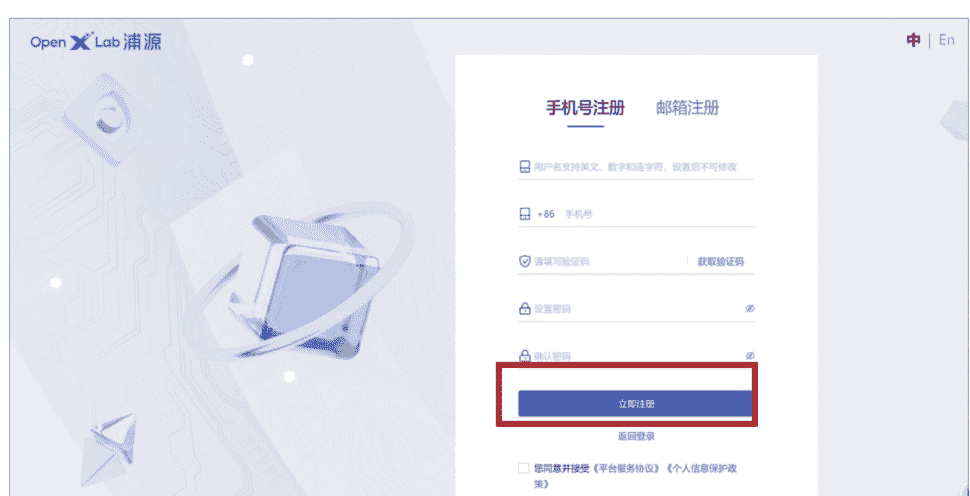 Open X Lab 浦源
中 | En
手机号注册 邮箱注册
用户名支持英文、数字和连字符，设置后不可修改
+86 手机号
请填写验证码 获取验证码
设置密码
确认密码
立即注册
返回登录
您同意并接受《平台服务协议》《个人信息保护政
策》